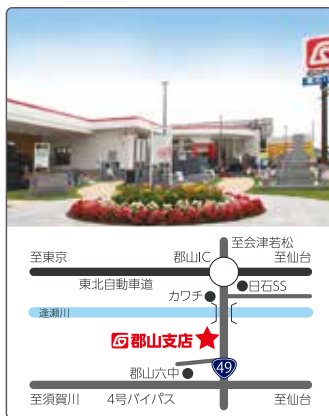 至会津若松
至東京
郡山IC
至仙台
東北自動車道
カワチ
日石SS
逢瀬川
郡山支店
49
郡山六中
至須賀川
4号バイパス
至仙台